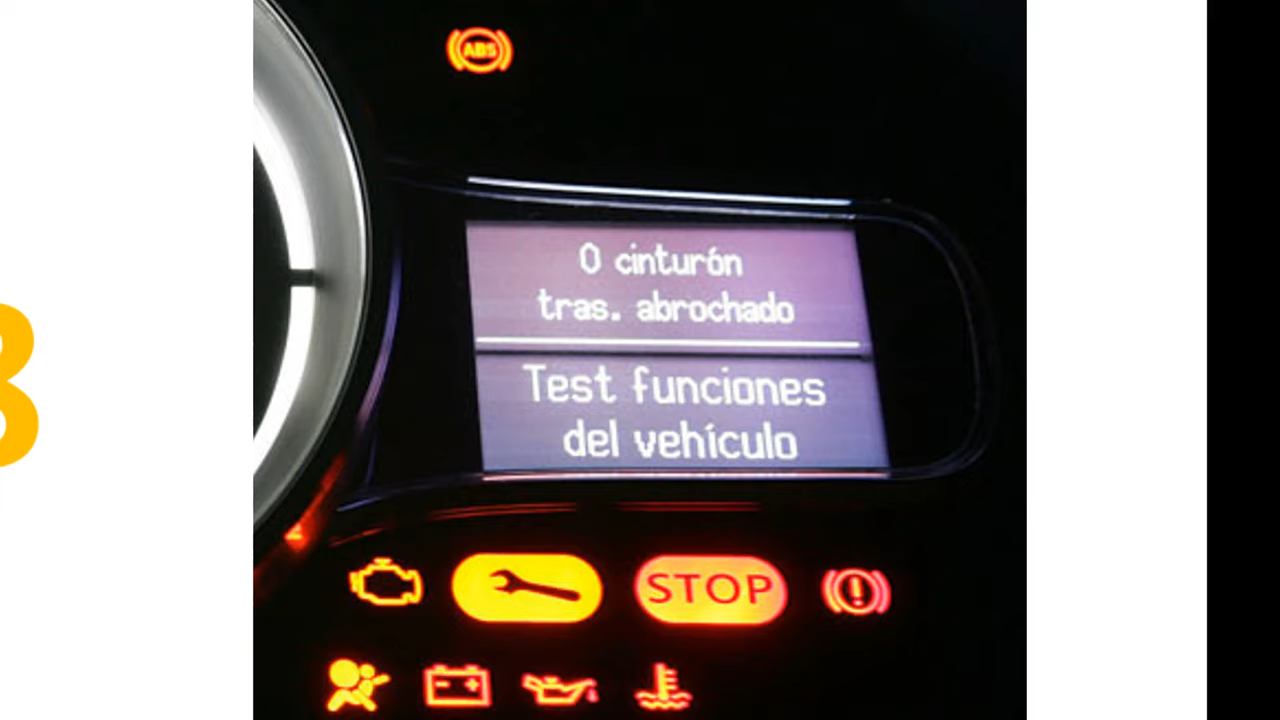 ABS
0 cinturón
tras. abrochado
Test funciones
del vehículo
STOP